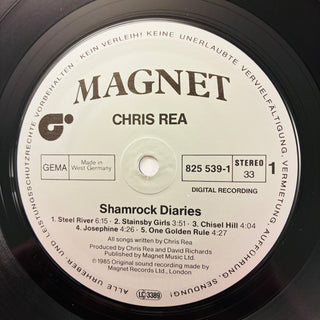 KEIN VERLEIH! KEINE UNERLAUBTE VERVIELFÄLTIGUNG, VERMIETUNG, AUFFÜHRUNG, SENDUNG!
ALLE URHEBER- UND LEISTUNGSSCHUTZRECHTE VORBEHALTEN
MAGNET
CHRIS REA
GEMA
Made in
West Germany
825 539-1
STEREO
33
1
DIGITAL RECORDING
Shamrock Diaries
1. Steel River 6:15 - 2. Stainsby Girls 3:51 - 3. Chisel Hill 4:04
4. Josephine 4:32 - 5. One Golden Rule 4:27
All songs written by Chris Rea
Produced by Chris Rea and David Richards
Published by Magnet Music Ltd.
℗ 1985 Original sound recording made by
Magnet Records Ltd., London
LC 3389